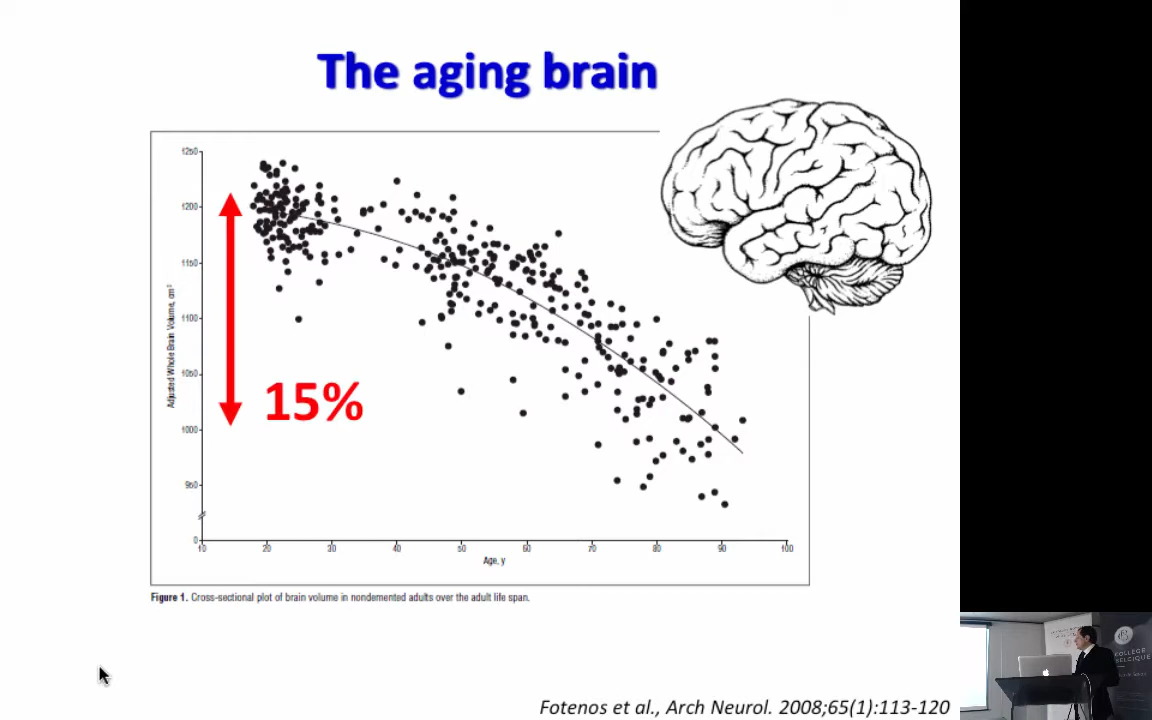 The aging brain
1250
1200
1150
1100
1050
1000
950
0
Adjusted Whole Brain Volume, cm³
15%
10 20 30 40 50 60 70 80 90 100
Age, y
Figure 1. Cross-sectional plot of brain volume in nondemented adults over the adult life span.
Fotenos et al., Arch Neurol. 2008;65(1):113-120
COLLÈGE
BELGIQUE